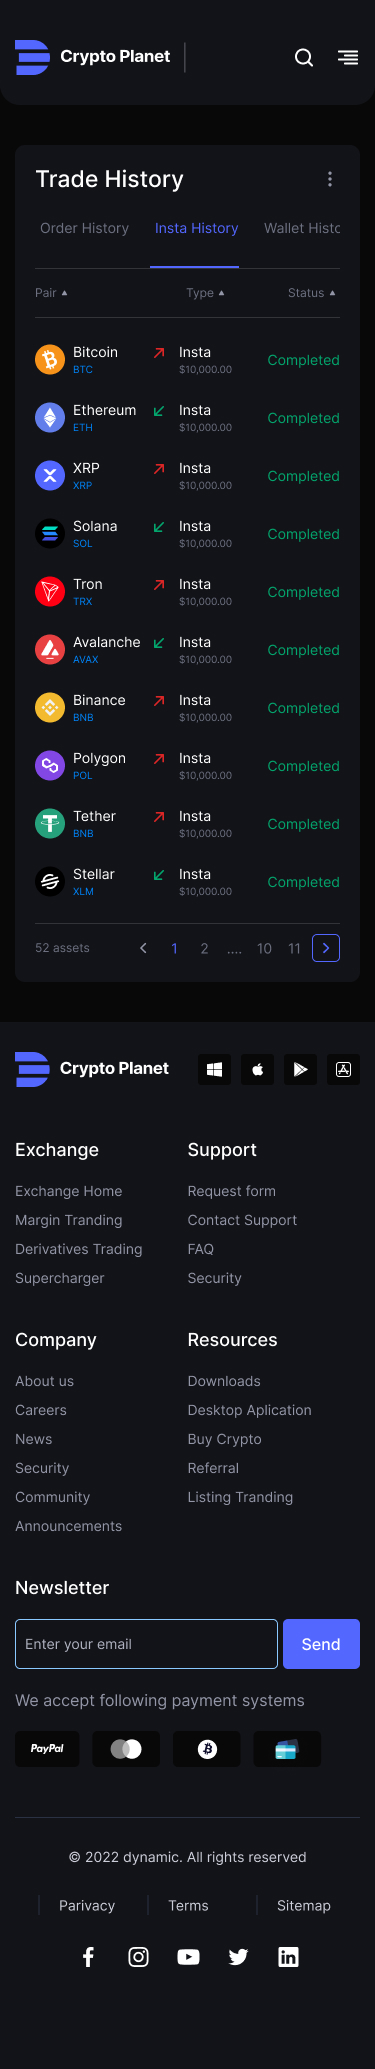 Crypto Planet
Trade History
Order History Insta History Wallet Histo
Pair Type Status
Bitcoin Insta Completed
BTC $10,000.00
Ethereum Insta Completed
ETH $10,000.00
XRP Insta Completed
XRP $10,000.00
Solana Insta Completed
SOL $10,000.00
Tron Insta Completed
TRX $10,000.00
Avalanche Insta Completed
AVAX $10,000.00
Binance Insta Completed
BNB $10,000.00
Polygon Insta Completed
POL $10,000.00
Tether Insta Completed
BNB $10,000.00
Stellar Insta Completed
XLM $10,000.00
52 assets 1 2 .... 10 11
Crypto Planet
Exchange
Exchange Home
Margin Tranding
Derivatives Trading
Supercharger
Support
Request form
Contact Support
FAQ
Security
Company
About us
Careers
News
Security
Community
Announcements
Resources
Downloads
Desktop Aplication
Buy Crypto
Referral
Listing Tranding
Newsletter
Enter your email Send
We accept following payment systems
PayPal
© 2022 dynamic. All rights reserved
Parivacy Terms Sitemap